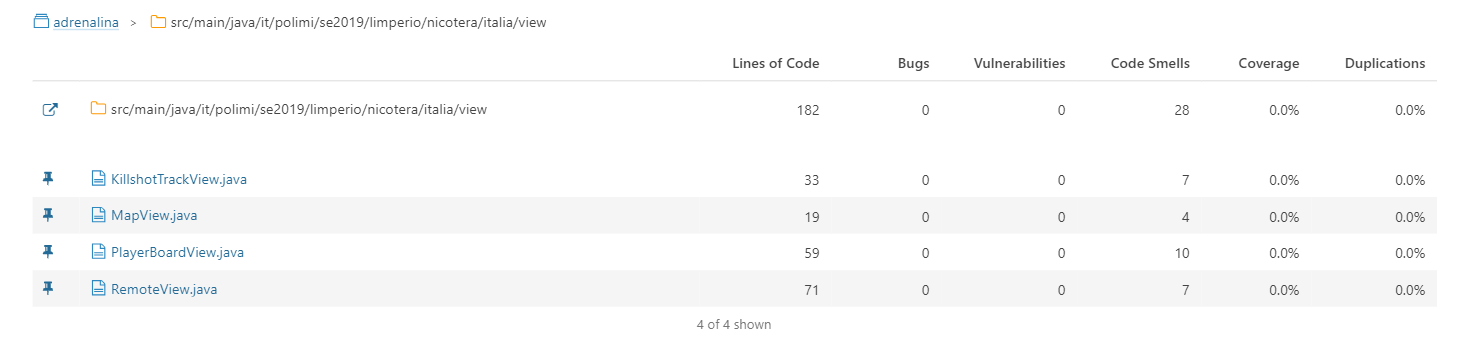 adrenalina > src/main/java/it/polimi/se2019/limperio/nicotera/italia/view
Lines of Code Bugs Vulnerabilities Code Smells Coverage Duplications
src/main/java/it/polimi/se2019/limperio/nicotera/italia/view 182 0 0 28 0.0% 0.0%
KillshotTrackView.java 33 0 0 7 0.0% 0.0%
MapView.java 19 0 0 4 0.0% 0.0%
PlayerBoardView.java 59 0 0 10 0.0% 0.0%
RemoteView.java 71 0 0 7 0.0% 0.0%
4 of 4 shown